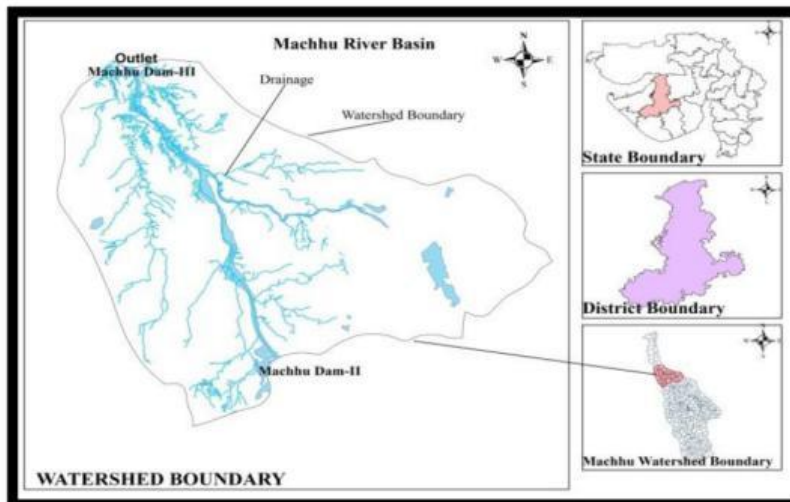 Machhu River Basin
N
W
E
S
Outlet
Machhu Dam-III
Drainage
Watershed Boundary
Machhu Dam-II
WATERSHED BOUNDARY
State Boundary
District Boundary
Machhu Watershed Boundary